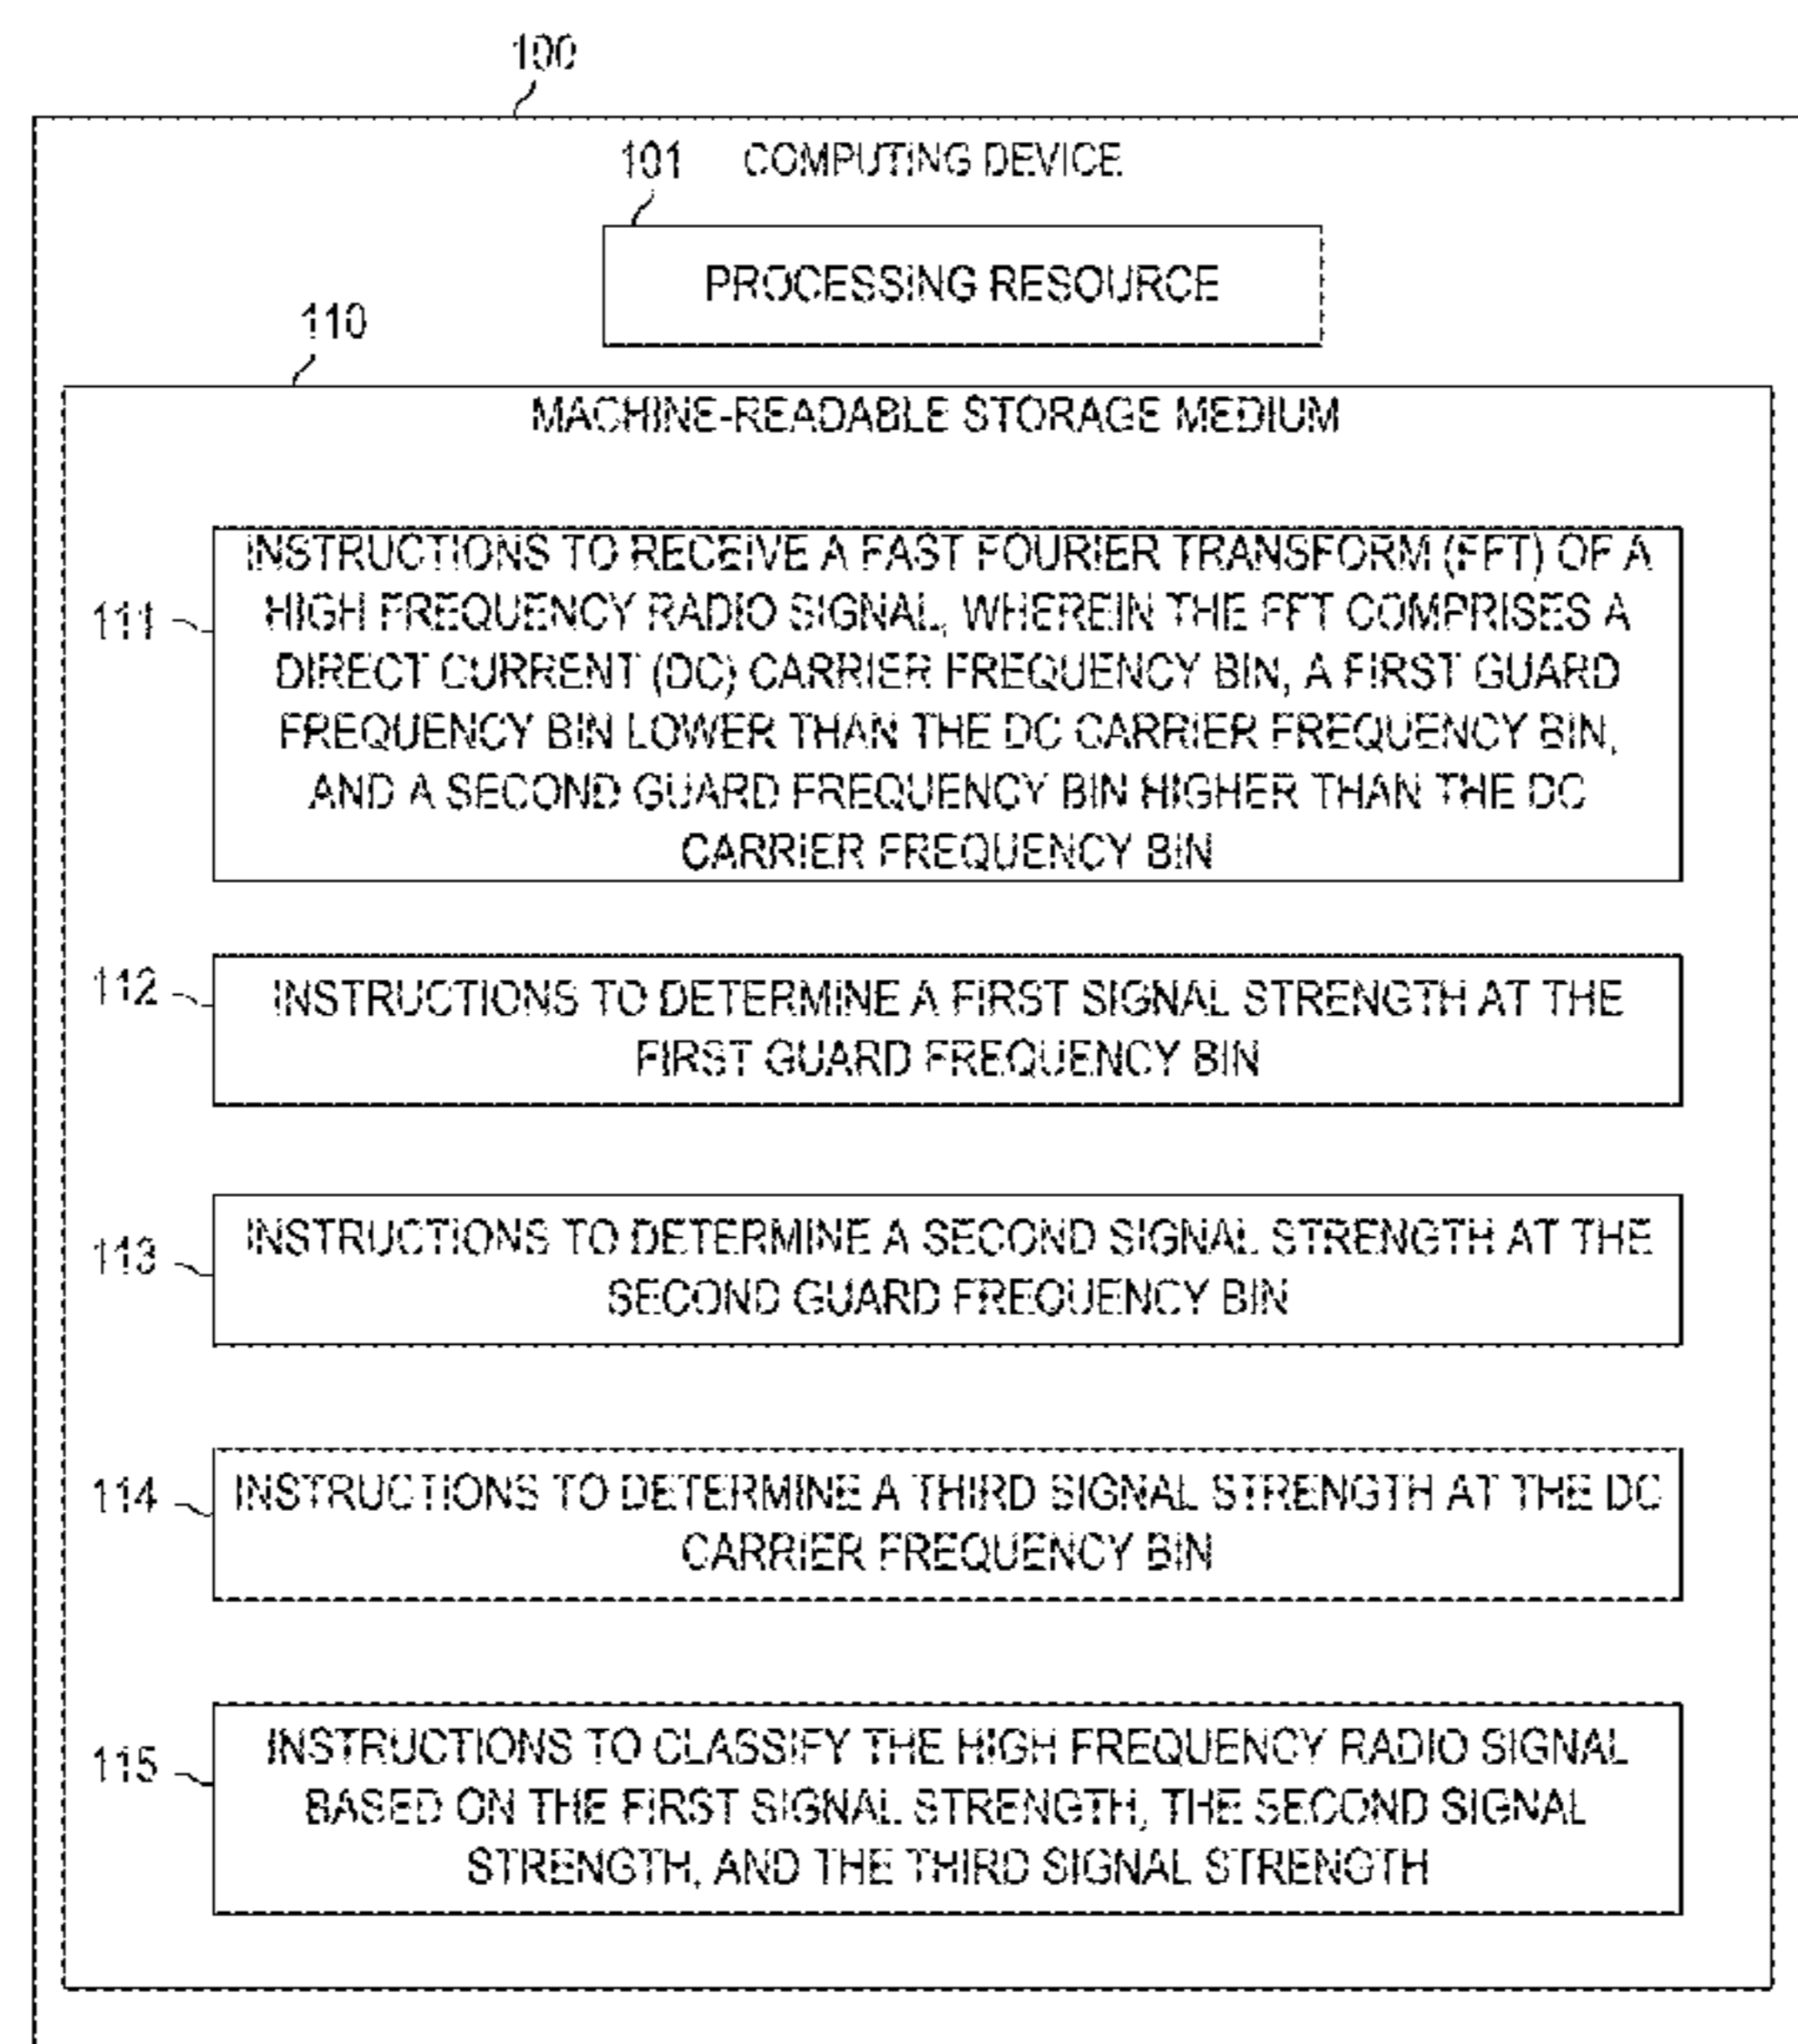 100
101 COMPUTING DEVICE
PROCESSING RESOURCE
110
MACHINE-READABLE STORAGE MEDIUM
INSTRUCTIONS TO RECEIVE A FAST FOURIER TRANSFORM (FFT) OF A
111 HIGH FREQUENCY RADIO SIGNAL, WHEREIN THE FFT COMPRISES A
DIRECT CURRENT (DC) CARRIER FREQUENCY BIN, A FIRST GUARD
FREQUENCY BIN LOWER THAN THE DC CARRIER FREQUENCY BIN,
AND A SECOND GUARD FREQUENCY BIN HIGHER THAN THE DC
CARRIER FREQUENCY BIN
112 INSTRUCTIONS TO DETERMINE A FIRST SIGNAL STRENGTH AT THE
FIRST GUARD FREQUENCY BIN
113 INSTRUCTIONS TO DETERMINE A SECOND SIGNAL STRENGTH AT THE
SECOND GUARD FREQUENCY BIN
114 INSTRUCTIONS TO DETERMINE A THIRD SIGNAL STRENGTH AT THE DC
CARRIER FREQUENCY BIN
115 INSTRUCTIONS TO CLASSIFY THE HIGH FREQUENCY RADIO SIGNAL
BASED ON THE FIRST SIGNAL STRENGTH, THE SECOND SIGNAL
STRENGTH, AND THE THIRD SIGNAL STRENGTH